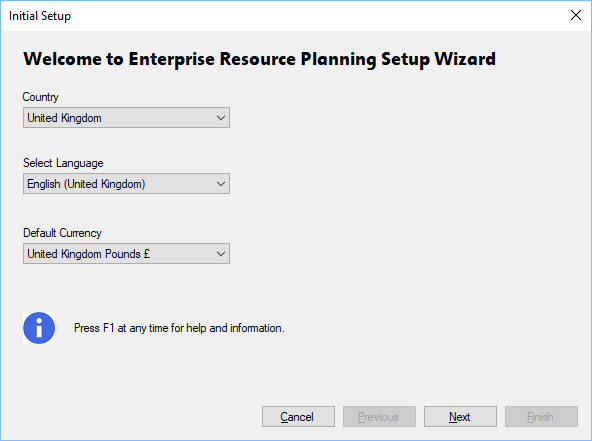 Initial Setup
Welcome to Enterprise Resource Planning Setup Wizard
Country
United Kingdom
Select Language
English (United Kingdom)
Default Currency
United Kingdom Pounds £
Press F1 at any time for help and information.
Cancel Previous Next Finish